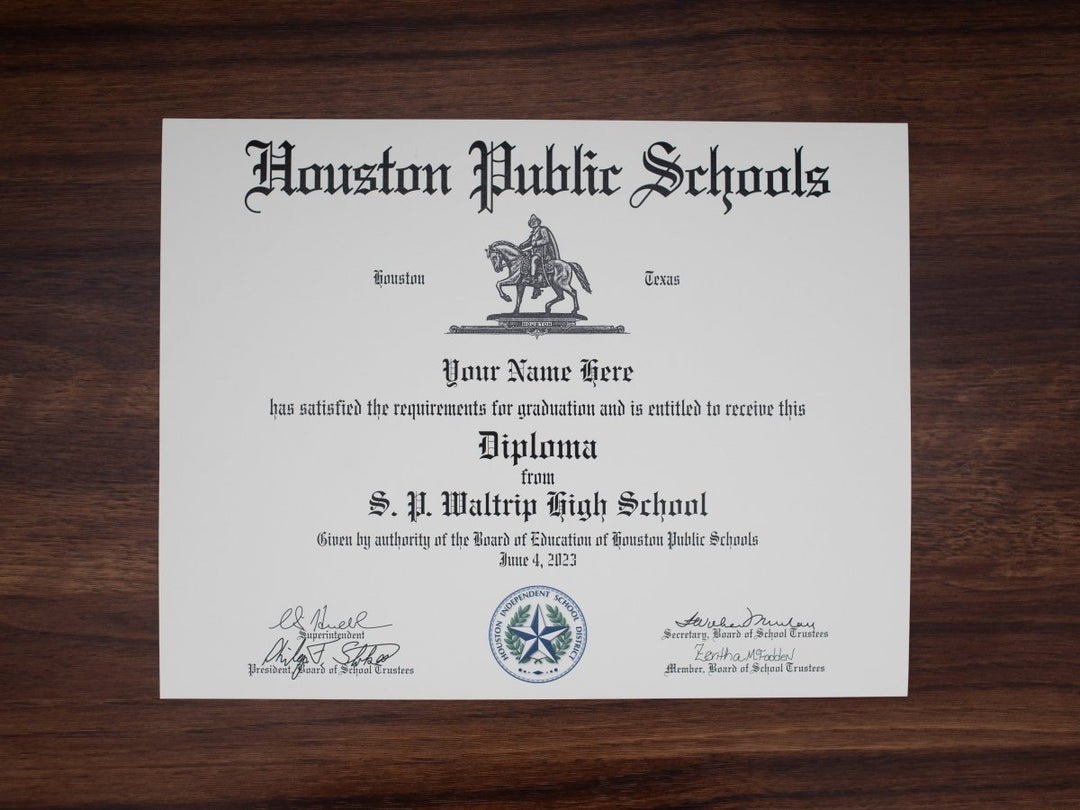 Houston Public Schools
Houston
Texas
HOUSTON
Your Name Here
has satisfied the requirements for graduation and is entitled to receive this
Diploma
from
S. P. Waltrip High School
Given by authority of the Board of Education of Houston Public Schools
June 4, 2023
HOUSTON INDEPENDENT SCHOOL DISTRICT
Superintendent
President, Board of School Trustees
Secretary, Board of School Trustees
Member, Board of School Trustees